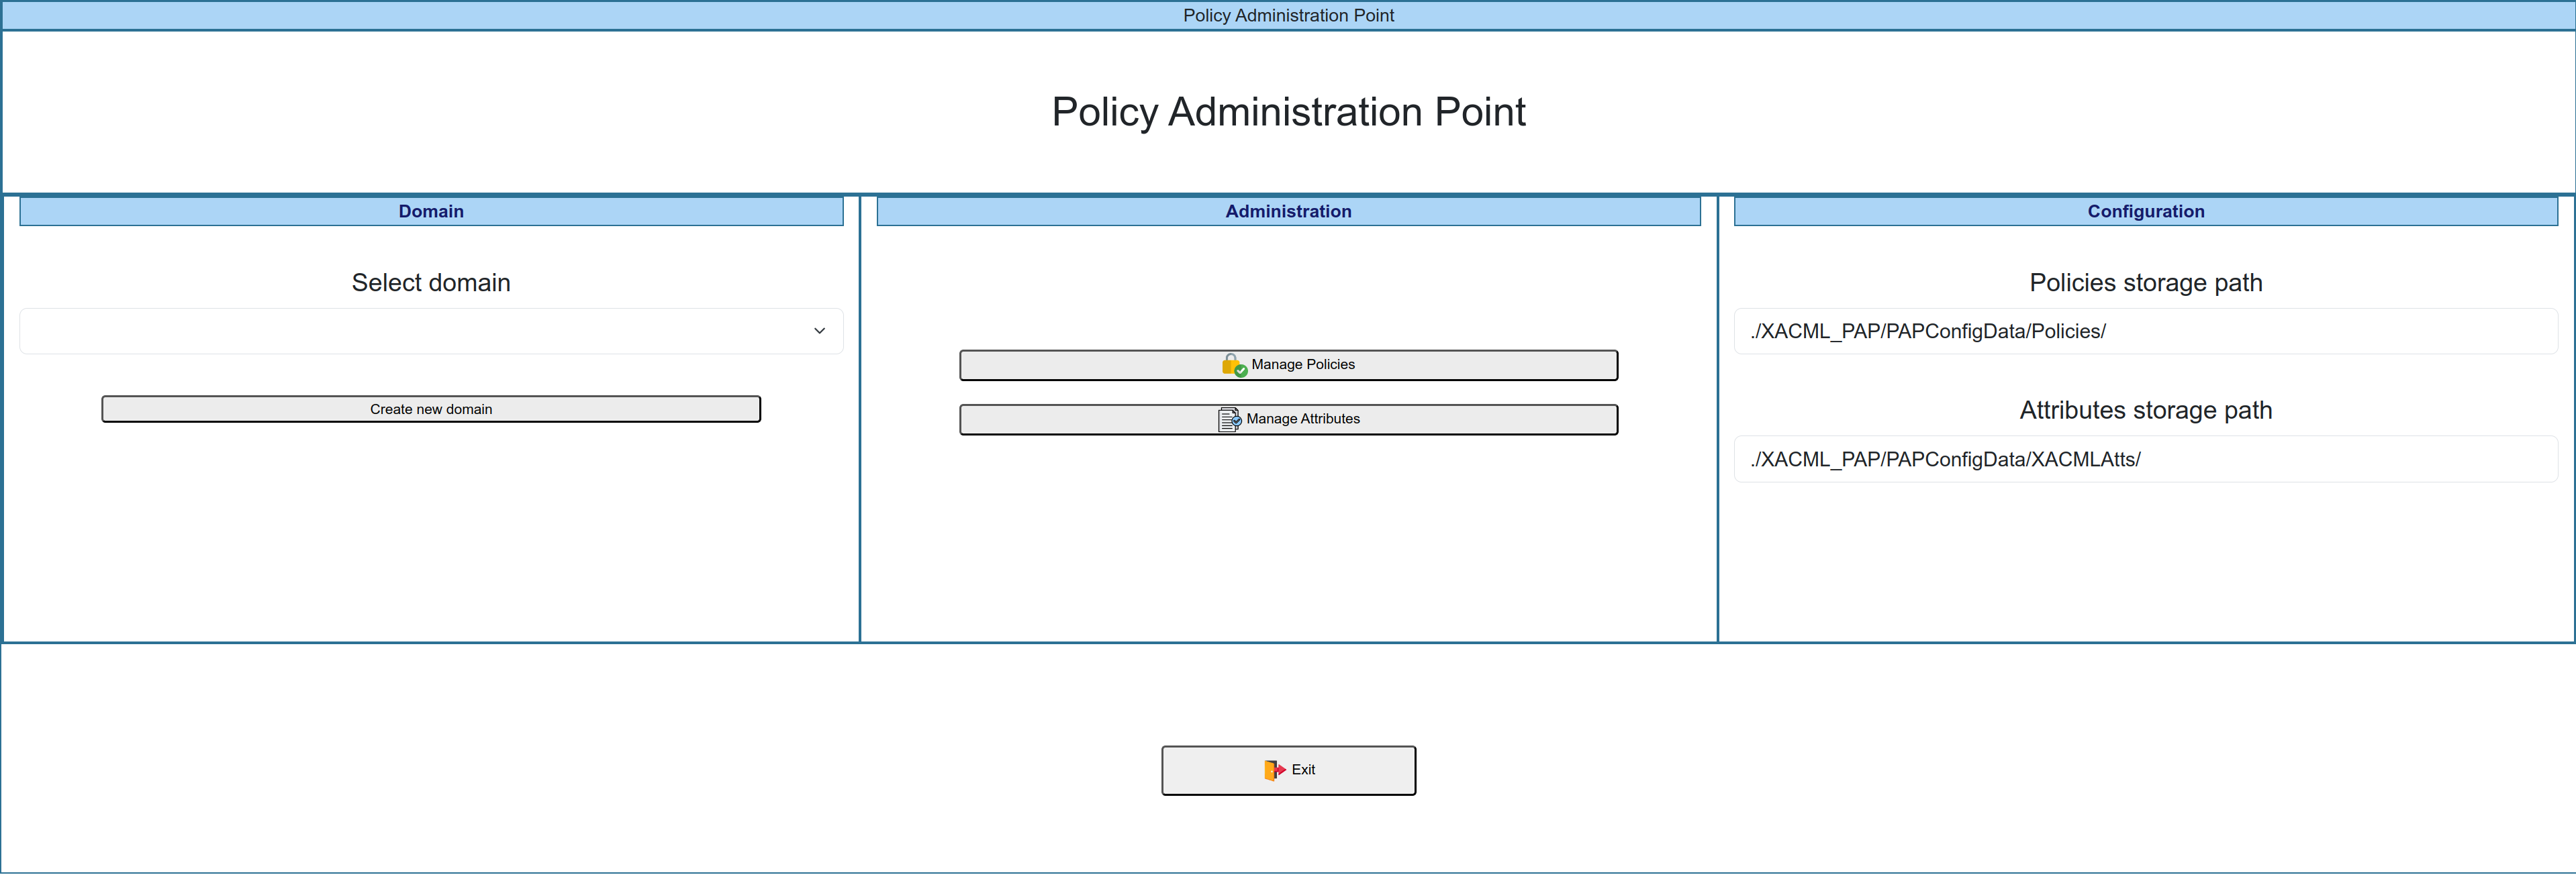 Policy Administration Point
Policy Administration Point
Domain
Select domain
Create new domain
Administration
Manage Policies
Manage Attributes
Configuration
Policies storage path
./XACML_PAP/PAPConfigData/Policies/
Attributes storage path
./XACML_PAP/PAPConfigData/XACMLAtts/
Exit